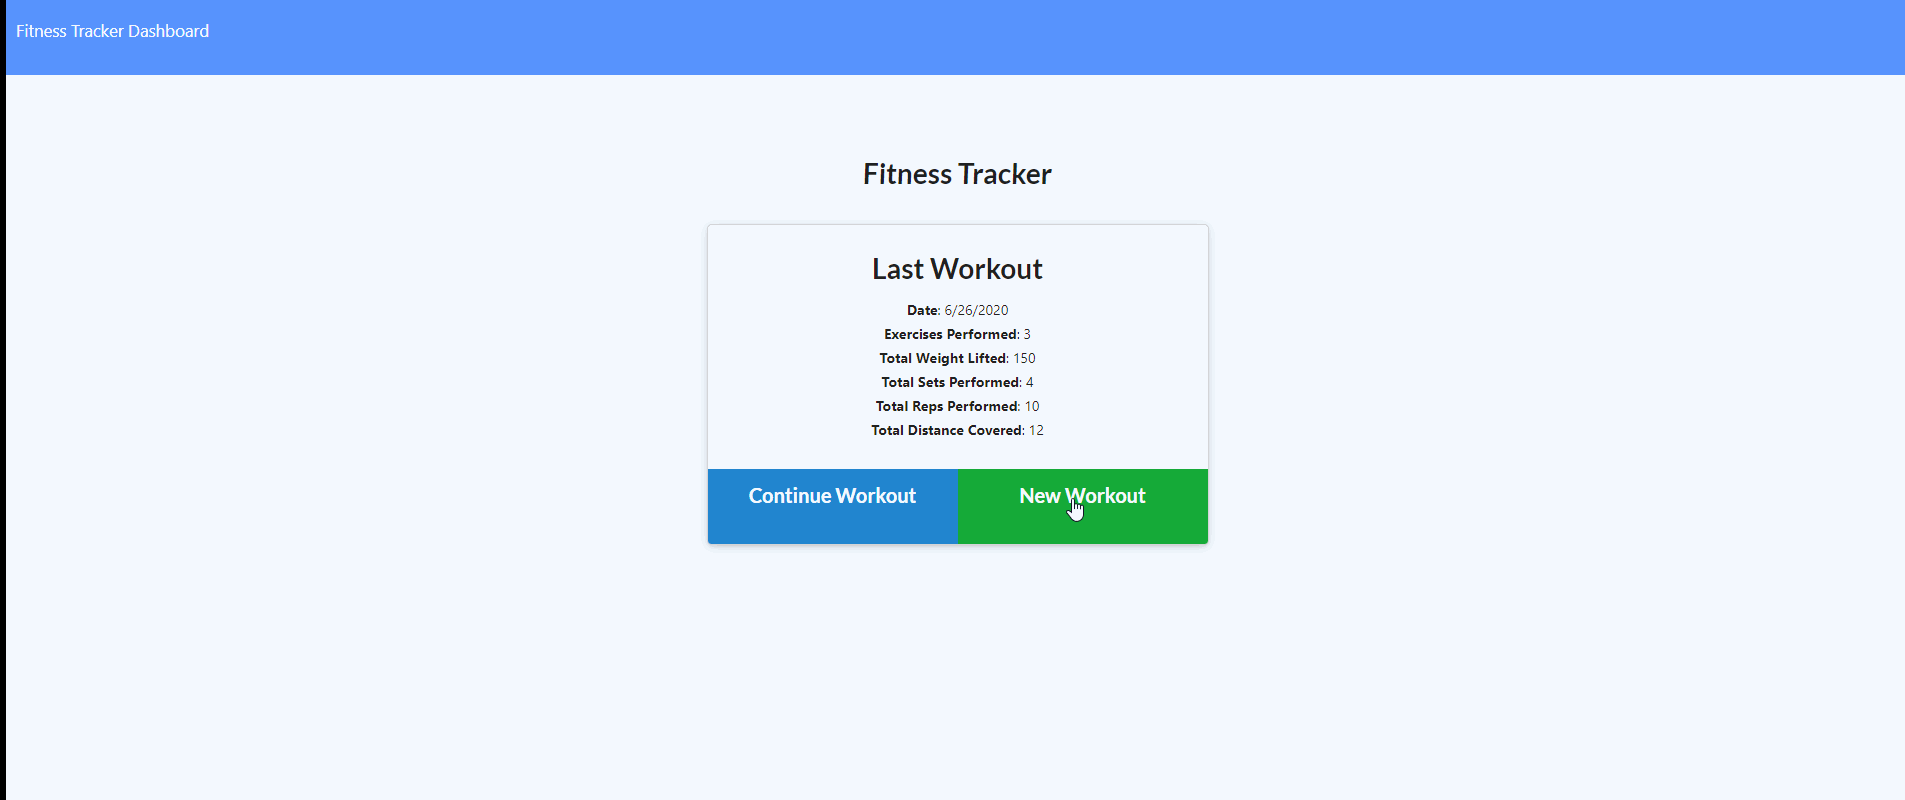 Fitness Tracker Dashboard
Fitness Tracker
Last Workout
Date: 6/26/2020
Exercises Performed: 3
Total Weight Lifted: 150
Total Sets Performed: 4
Total Reps Performed: 10
Total Distance Covered: 12
Continue Workout New Workout